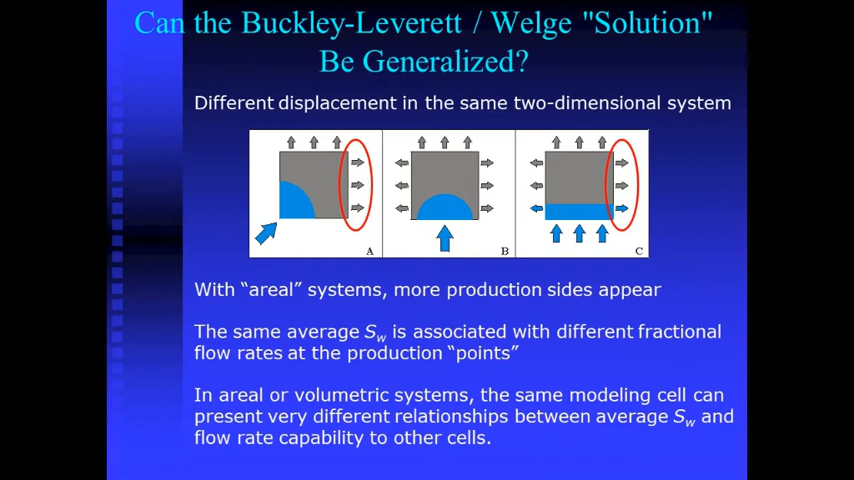 Can the Buckley-Leverett / Welge "Solution"
Be Generalized?
Different displacement in the same two-dimensional system
A
B
C
With “areal” systems, more production sides appear
The same average Sw is associated with different fractional
flow rates at the production “points”
In areal or volumetric systems, the same modeling cell can
present very different relationships between average Sw and
flow rate capability to other cells.